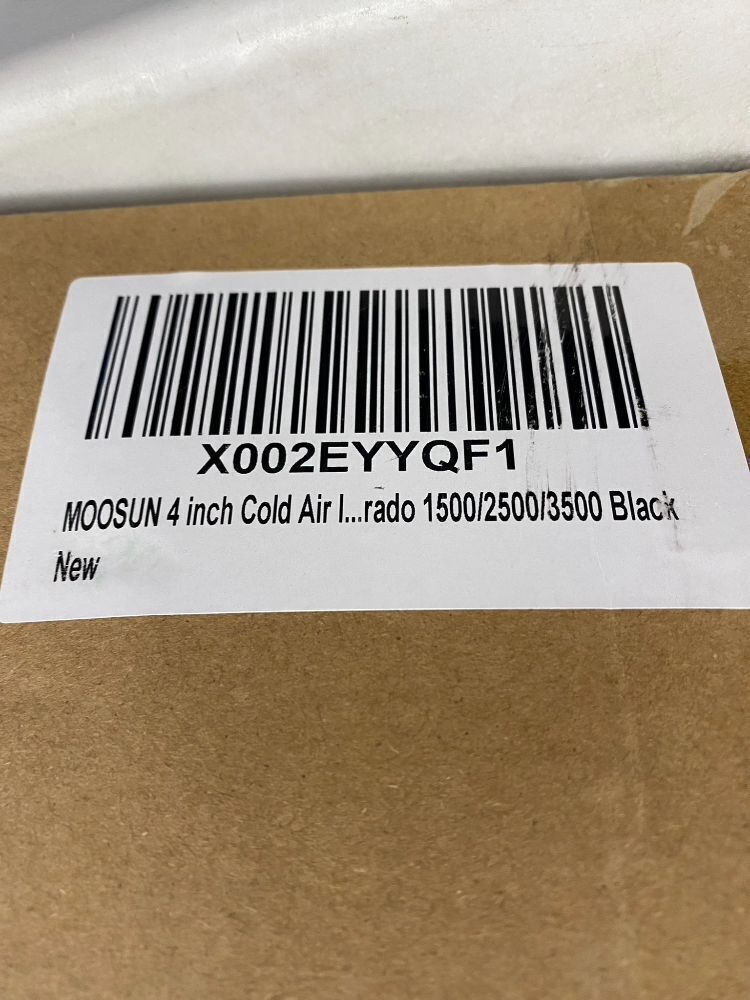 X002EYYQF1
MOOSUN 4 inch Cold Air I...rado 1500/2500/3500 Black
New